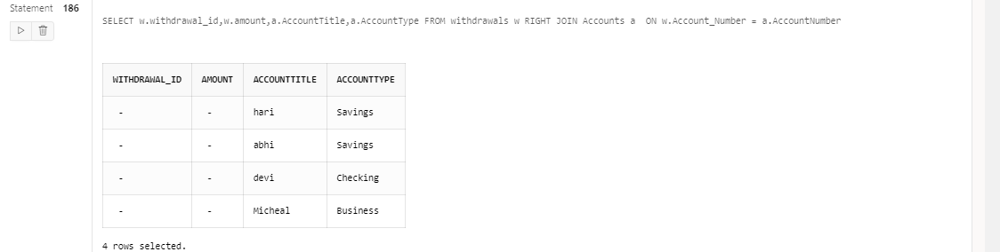 Statement 186
SELECT w.withdrawal_id,w.amount,a.AccountTitle,a.AccountType FROM withdrawals w RIGHT JOIN Accounts a  ON w.Account_Number = a.AccountNumber
WITHDRAWAL_ID AMOUNT ACCOUNTTITLE ACCOUNTTYPE
- - hari Savings
- - abhi Savings
- - devi Checking
- - Micheal Business
4 rows selected.